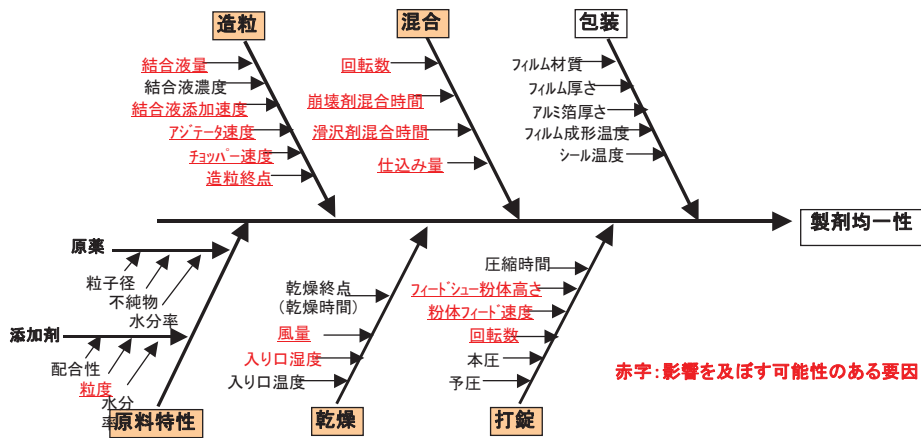 造粒
混合
包装
結合液量
結合液濃度
結合液添加速度
ｱｼﾞﾃｰﾀ速度
ﾁｮｯﾊﾟｰ速度
造粒終点
回転数
崩壊剤混合時間
滑沢剤混合時間
仕込み量
ﾌｨﾙﾑ材質
ﾌｨﾙﾑ厚さ
ｱﾙﾐ箔厚さ
ﾌｨﾙﾑ成形温度
ｼｰﾙ温度
製剤均一性
原薬
粒子径
不純物
水分率
添加剤
配合性
粒度
水分
率
原料特性
乾燥終点
(乾燥時間)
風量
入り口湿度
入り口温度
乾燥
圧縮時間
ﾌｨｰﾄﾞｼｭｰ粉体高さ
粉体ﾌｨｰﾄﾞ速度
回転数
本圧
予圧
打錠
赤字：影響を及ぼす可能性のある要因